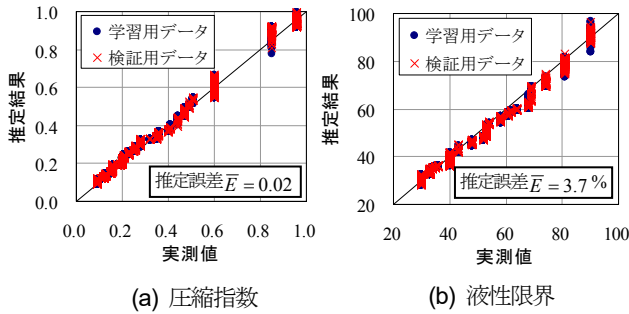 推定結果
1.0
0.8
0.6
0.4
0.2
0.0
学習用データ
検証用データ
推定誤差 E̅ = 0.02
0.0 0.2 0.4 0.6 0.8 1.0
実測値
(a) 圧縮指数
推定結果
100
80
60
40
20
学習用データ
検証用データ
推定誤差 E̅ = 3.7 %
20 40 60 80 100
実測値
(b) 液性限界